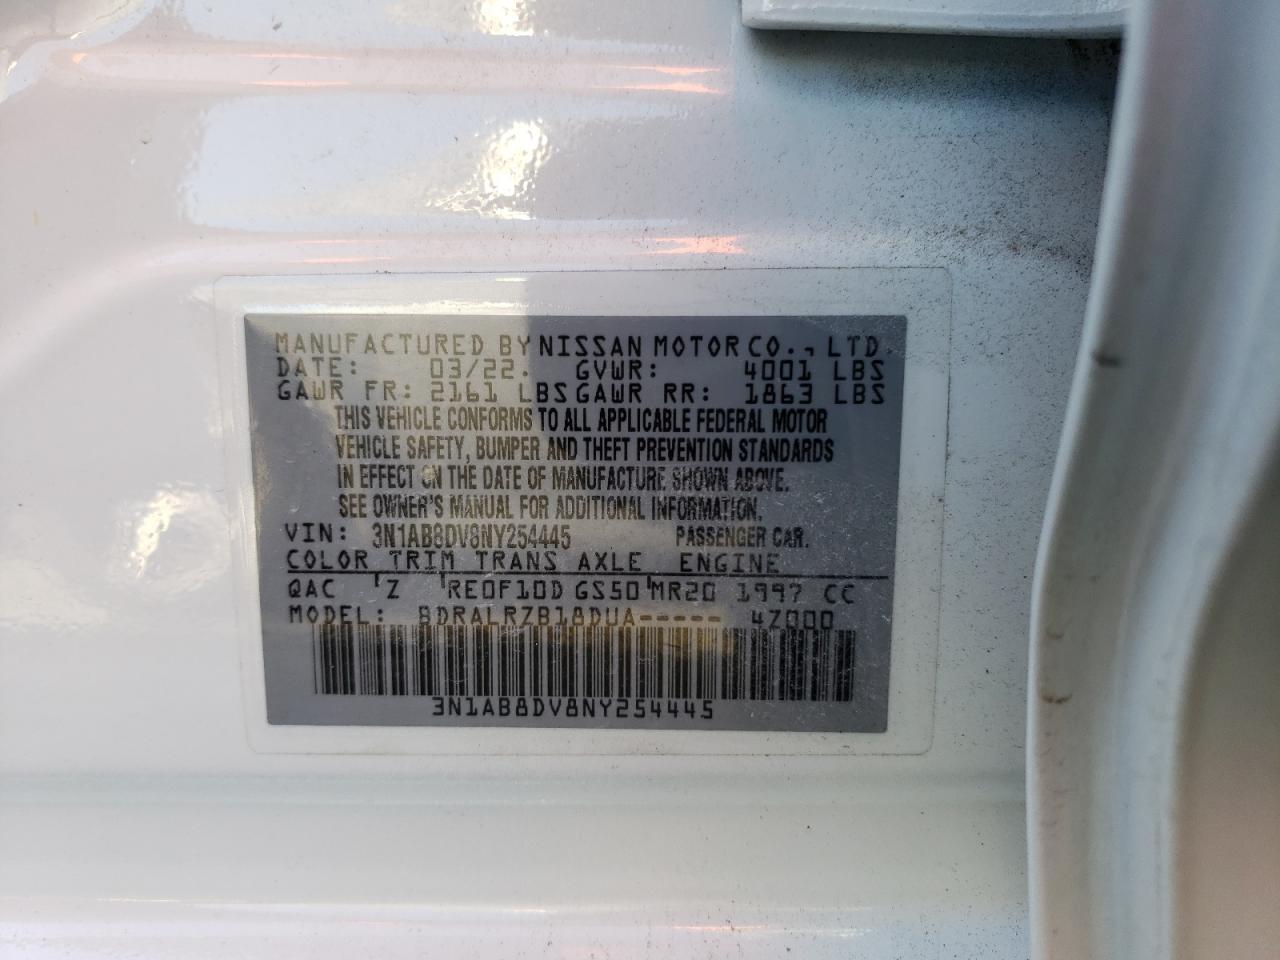 MANUFACTURED BY NISSAN MOTOR CO., LTD.
DATE: 03/22. GVWR: 4001 LBS
GAWR FR: 2161 LBS GAWR RR: 1863 LBS
THIS VEHICLE CONFORMS TO ALL APPLICABLE FEDERAL MOTOR
VEHICLE SAFETY, BUMPER AND THEFT PREVENTION STANDARDS
IN EFFECT ON THE DATE OF MANUFACTURE SHOWN ABOVE.
SEE OWNER'S MANUAL FOR ADDITIONAL INFORMATION.
VIN: 3N1AB8DV8NY254445 PASSENGER CAR.
COLOR TRIM TRANS AXLE ENGINE
QAC Z RE0F10D GS50 MR20 1997 CC
MODEL: BDRALRZB18DUA----- 4Z000
3N1AB8DV8NY254445